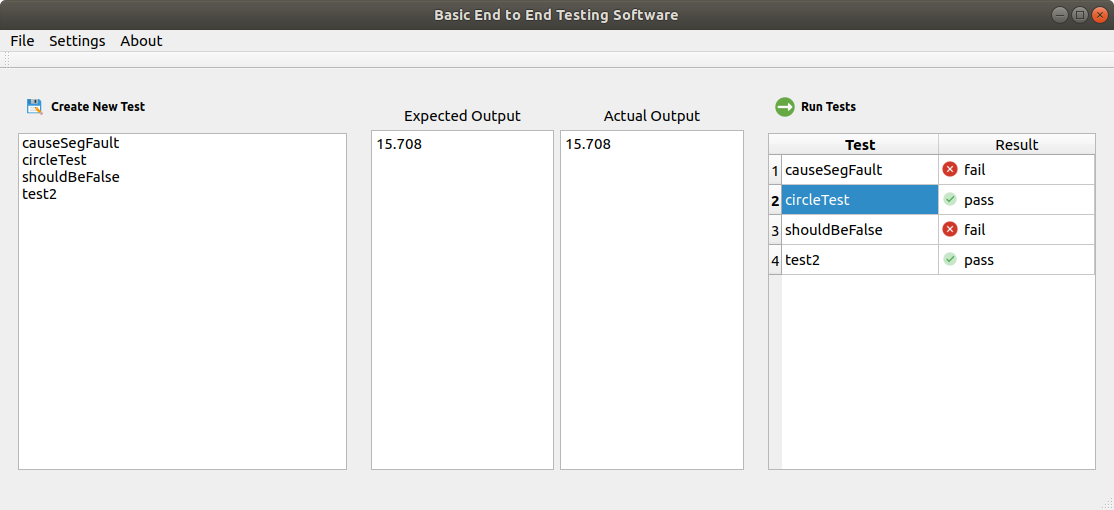 Basic End to End Testing Software
File Settings About
Create New Test
causeSegFault
circleTest
shouldBeFalse
test2
Expected Output
15.708
Actual Output
15.708
Run Tests
Test Result
1 causeSegFault fail
2 circleTest pass
3 shouldBeFalse fail
4 test2 pass